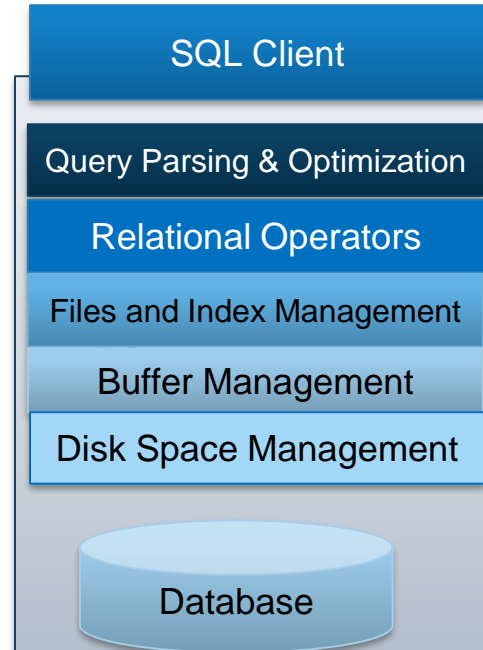 SQL Client
Query Parsing & Optimization
Relational Operators
Files and Index Management
Buffer Management
Disk Space Management
Database